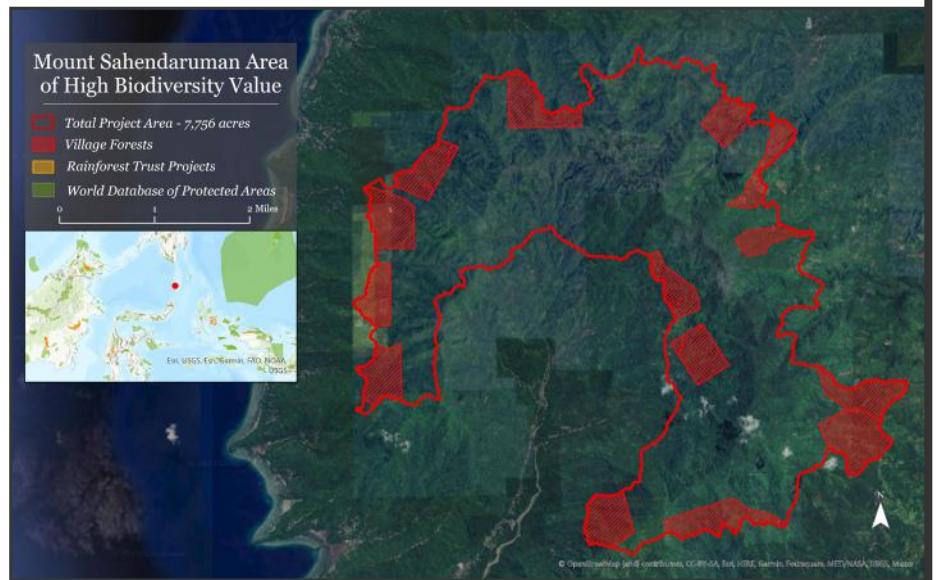 Mount Sahendaruman Area
of High Biodiversity Value
Total Project Area - 7,756 acres
Village Forests
Rainforest Trust Projects
World Database of Protected Areas
0 1 2 Miles
Esri, USGS, Esri, Garmin, FAO, NOAA,
USGS
N
© OpenStreetMap (and) contributors, CC-BY-SA, Esri, HERE, Garmin, Foursquare, METI/NASA, USGS, Maxar